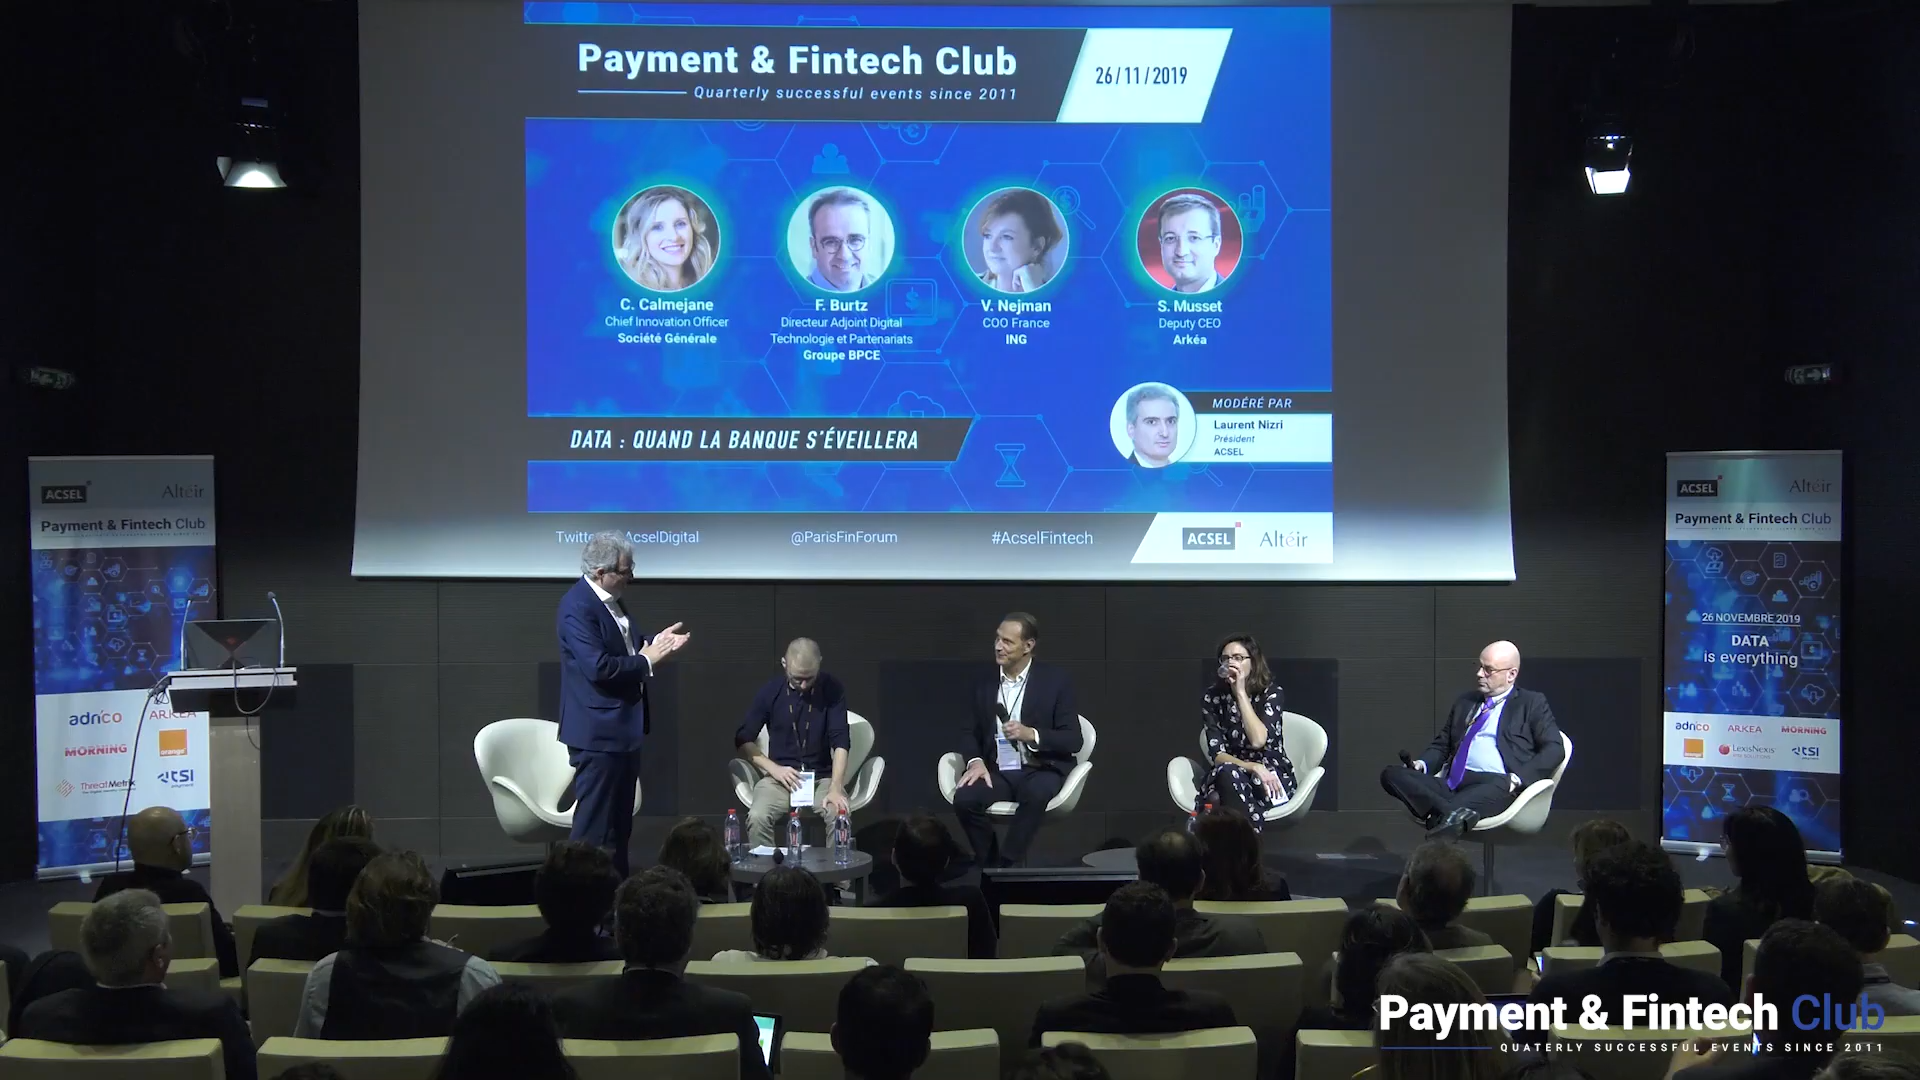 Payment & Fintech Club
Quarterly successful events since 2011
26/11/2019
C. Calmejane
Chief Innovation Officer
Société Générale
F. Burtz
Directeur Adjoint Digital
Technologie et Partenariats
Groupe BPCE
V. Nejman
COO France
ING
S. Musset
Deputy CEO
Arkéa
MODÉRÉ PAR
Laurent Nizri
Président
ACSEL
DATA : QUAND LA BANQUE S'ÉVEILLERA
AcselDigital
@ParisFinForum
#AcselFintech
ACSEL
Altéir
ACSEL
Altéir
Payment & Fintech Club
adnico
ARKEA
MORNING
orange
ThreatMetrix
tsi
payment
ACSEL
Altéir
Payment & Fintech Club
26 NOVEMBRE 2019
DATA
is everything
adnico
ARKEA
MORNING
LexisNexis
tsi
payment
Payment & Fintech Club
QUATERLY SUCCESSFUL EVENTS SINCE 2011